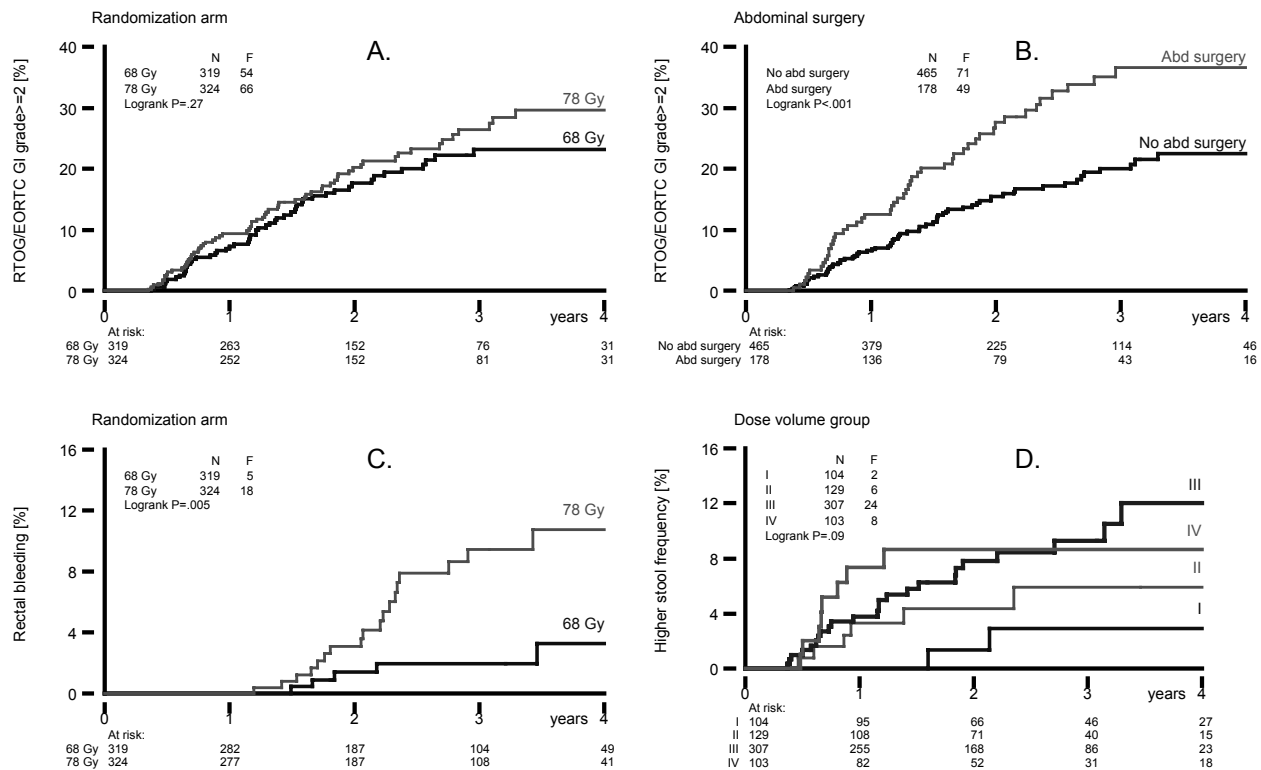 Randomization arm
A.
RTOG/EORTC GI grade>=2 [%]
40
30
20
10
0
N F
68 Gy 319 54
78 Gy 324 66
Logrank P=.27
78 Gy
68 Gy
0 1 2 3 years 4
At risk:
68 Gy 319 263 152 76 31
78 Gy 324 252 152 81 31
Abdominal surgery
B.
RTOG/EORTC GI grade>=2 [%]
40
30
20
10
0
N F
No abd surgery 465 71
Abd surgery 178 49
Logrank P<.001
Abd surgery
No abd surgery
0 1 2 3 years 4
At risk:
No abd surgery 465 379 225 114 46
Abd surgery 178 136 79 43 16
Randomization arm
C.
Rectal bleeding [%]
16
12
8
4
0
N F
68 Gy 319 5
78 Gy 324 18
Logrank P=.005
78 Gy
68 Gy
0 1 2 3 years 4
At risk:
68 Gy 319 282 187 104 49
78 Gy 324 277 187 108 41
Dose volume group
D.
Higher stool frequency [%]
16
12
8
4
0
N F
I 104 2
II 129 6
III 307 24
IV 103 8
Logrank P=.09
III
IV
II
I
0 1 2 3 years 4
At risk:
I 104 95 66 46 27
II 129 108 71 40 15
III 307 255 168 86 23
IV 103 82 52 31 18